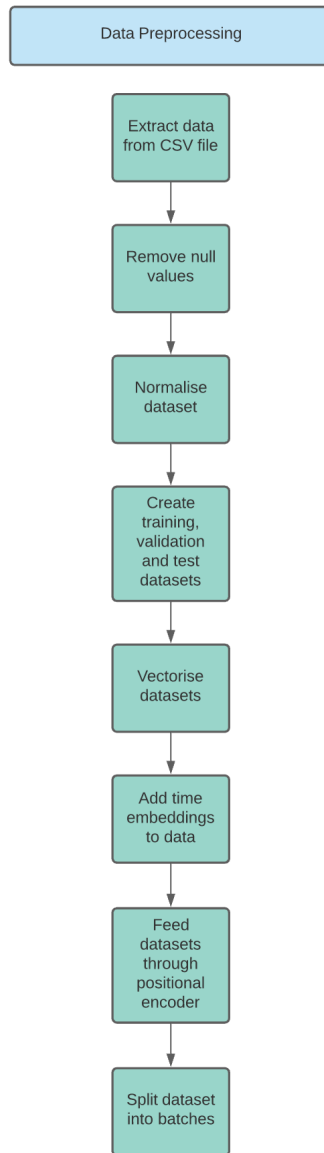 Data Preprocessing
Extract data
from CSV file
Remove null
values
Normalise
dataset
Create
training,
validation
and test
datasets
Vectorise
datasets
Add time
embeddings
to data
Feed
datasets
through
positional
encoder
Split dataset
into batches